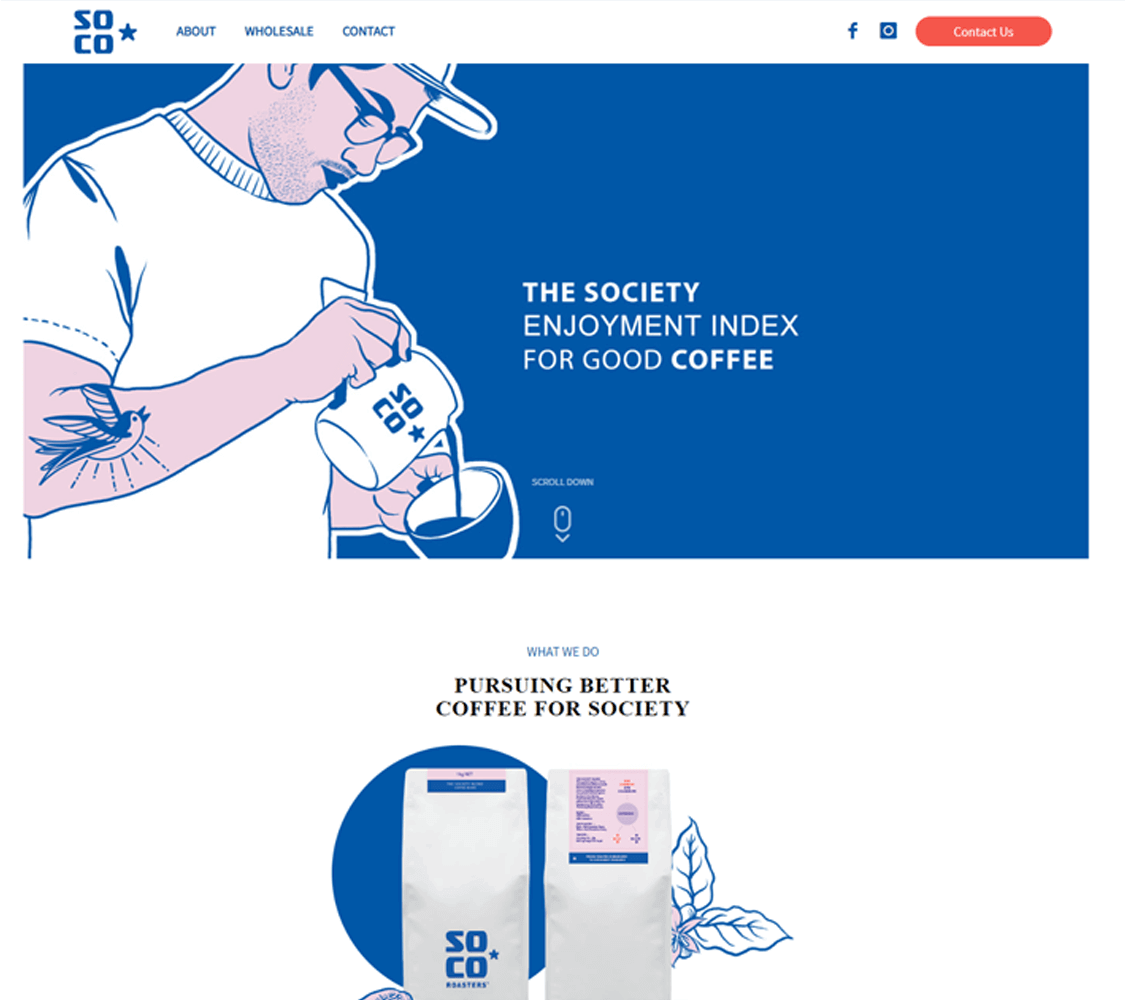 SO
CO
ABOUT
WHOLESALE
CONTACT
Contact Us
THE SOCIETY
ENJOYMENT INDEX
FOR GOOD COFFEE
SO
CO
SCROLL DOWN
WHAT WE DO
PURSUING BETTER
COFFEE FOR SOCIETY
SO
CO
ROASTERS